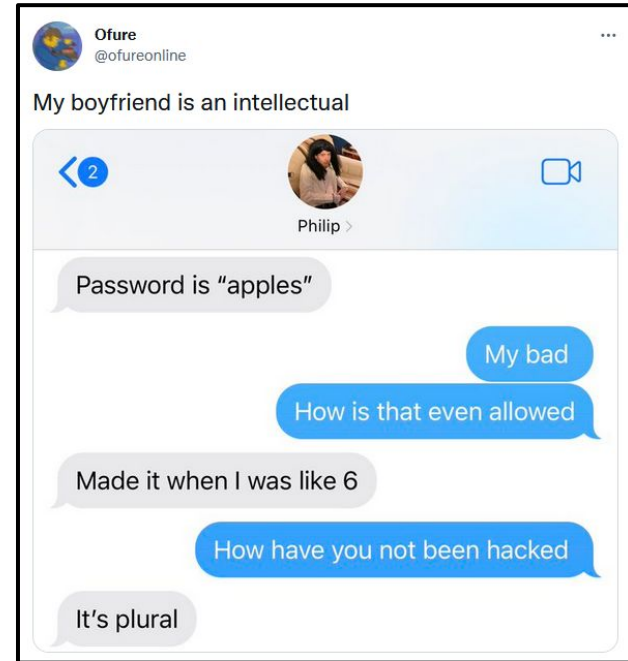 Ofure
@ofureonline
My boyfriend is an intellectual
2
Philip
Password is “apples”
My bad
How is that even allowed
Made it when I was like 6
How have you not been hacked
It’s plural